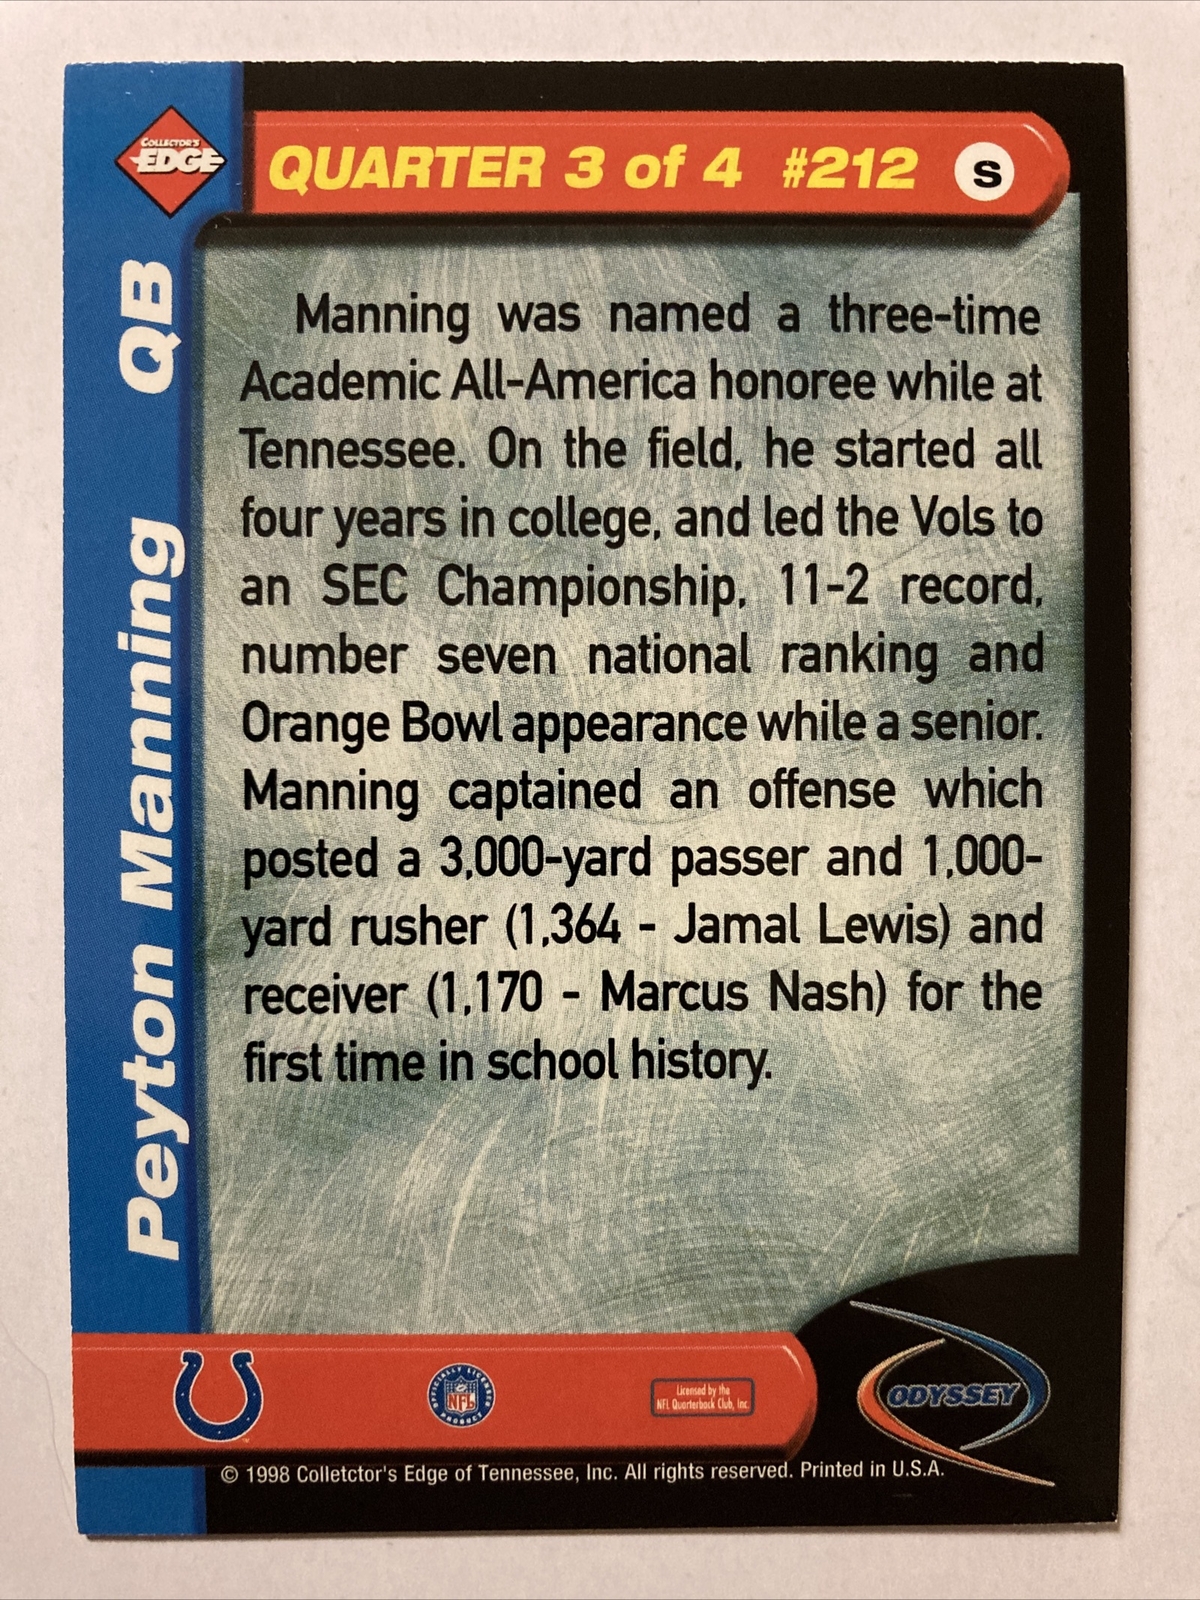 COLLECTOR'S
EDGE
QUARTER 3 of 4 #212 S
Peyton Manning QB
Manning was named a three-time
Academic All-America honoree while at
Tennessee. On the field, he started all
four years in college, and led the Vols to
an SEC Championship, 11-2 record,
number seven national ranking and
Orange Bowl appearance while a senior.
Manning captained an offense which
posted a 3,000-yard passer and 1,000-
yard rusher (1,364 - Jamal Lewis) and
receiver (1,170 - Marcus Nash) for the
first time in school history.
OFFICIALLY LICENSED
NFL
PRODUCT
Licensed by the
NFL Quarterback Club, Inc.
ODYSSEY
© 1998 Colletctor's Edge of Tennessee, Inc. All rights reserved. Printed in U.S.A.